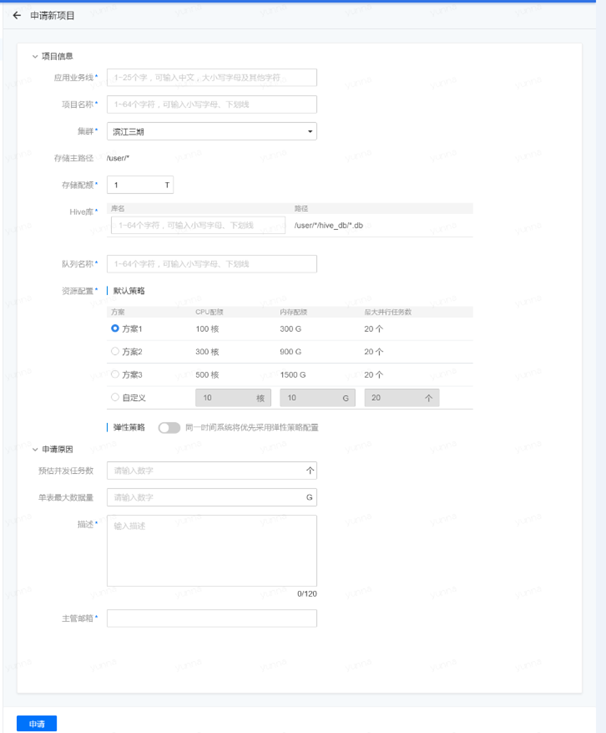 申请新项目
项目信息
应用业务线* 1~25个字，可输入中文，大小写字母及其他字符
项目名称* 1~64个字符，可输入小写字母、下划线
集群* 滨江三期
存储主路径 /user/*
存储配额* 1 T
Hive库* 库名 路径
1~64个字符，可输入小写字母、下划线 /user/*/hive_db/*.db
队列名称* 1~64个字符，可输入小写字母、下划线
资源配置* 默认策略
方案 CPU配额 内存配额 最大并行任务数
方案1 100 核 300 G 20 个
方案2 300 核 900 G 20 个
方案3 500 核 1500 G 20 个
自定义 10 核 10 G 20 个
弹性策略 同一时间系统将优先采用弹性策略配置
申请原因
预估并发任务数 请输入数字 个
单表最大数据量 请输入数字 G
描述* 输入描述
0/120
主管邮箱*
申请